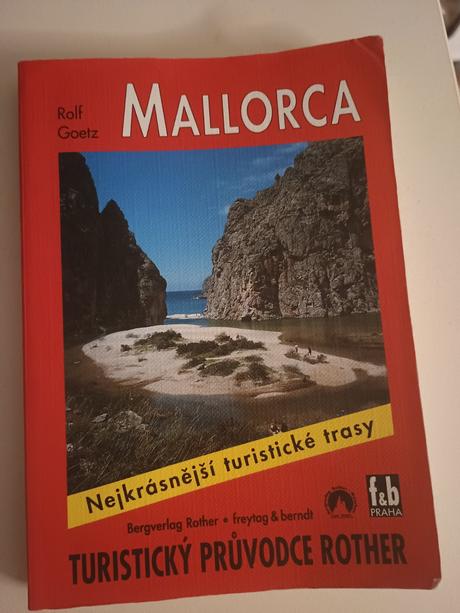 Rolf
Goetz
MALLORCA
Nejkrásnější turistické trasy
Bergverlag Rother • freytag & berndt
f&b
PRAHA
TURISTICKÝ PRŮVODCE ROTHER